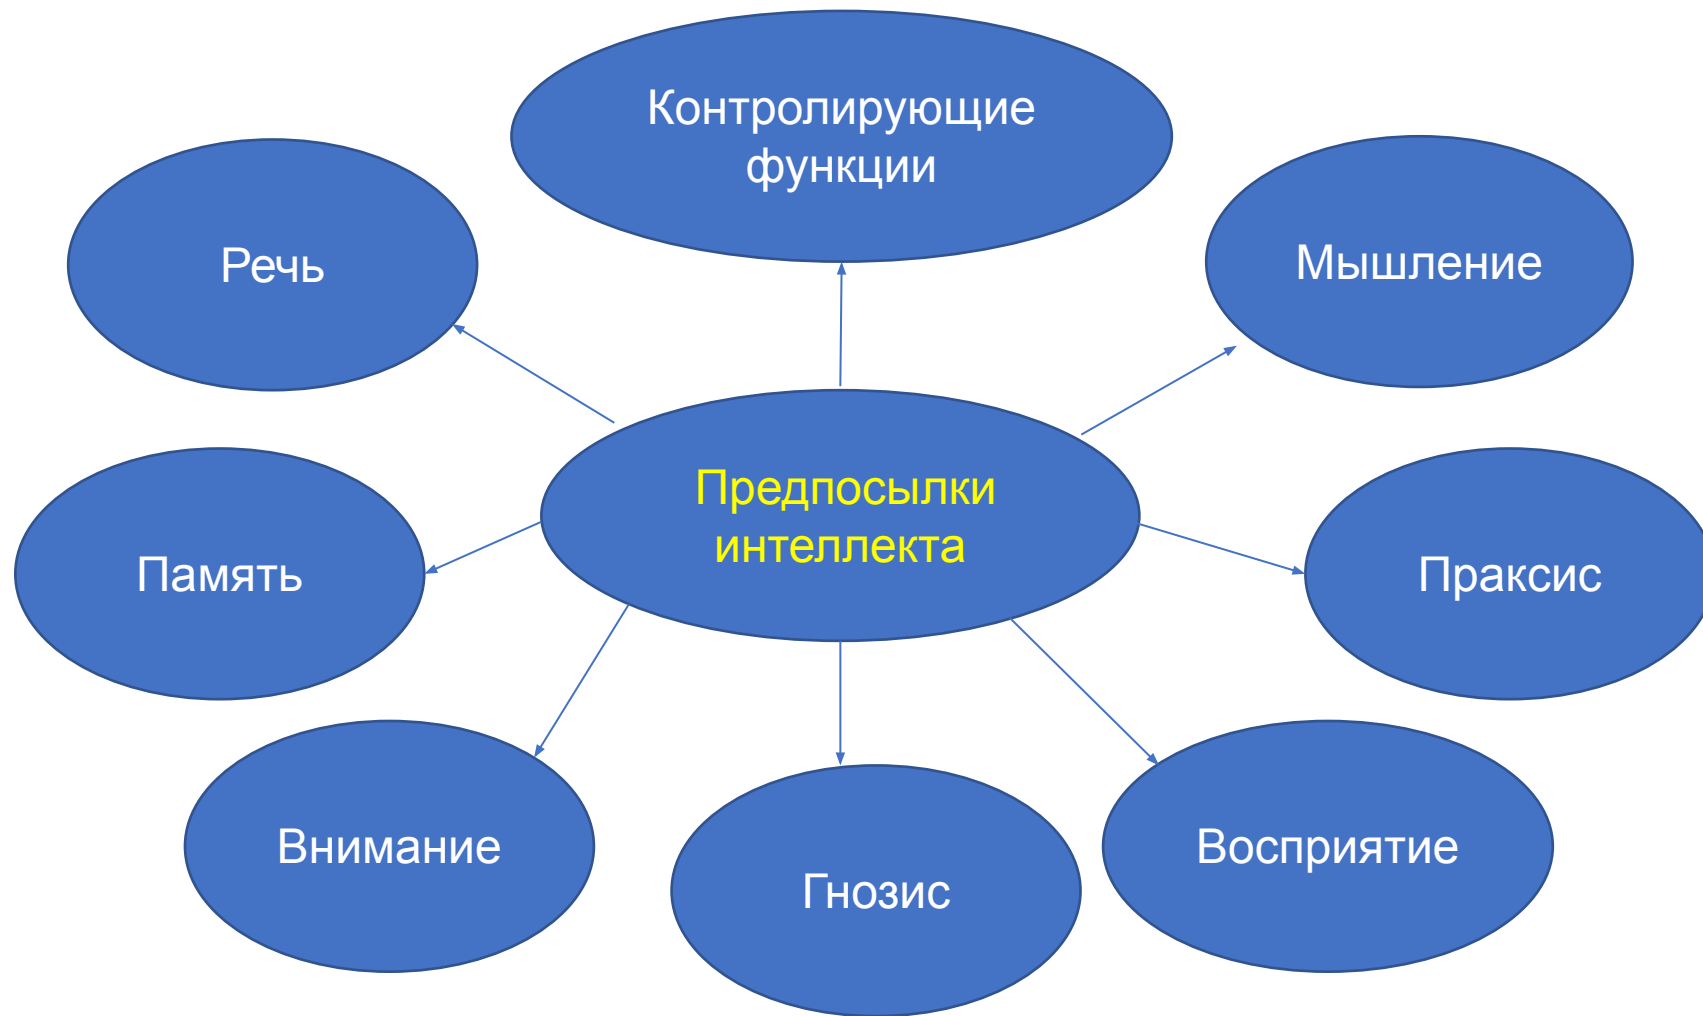 Контролирующие
функции
Речь
Мышление
Предпосылки
интеллекта
Память
Праксис
Внимание
Гнозис
Восприятие